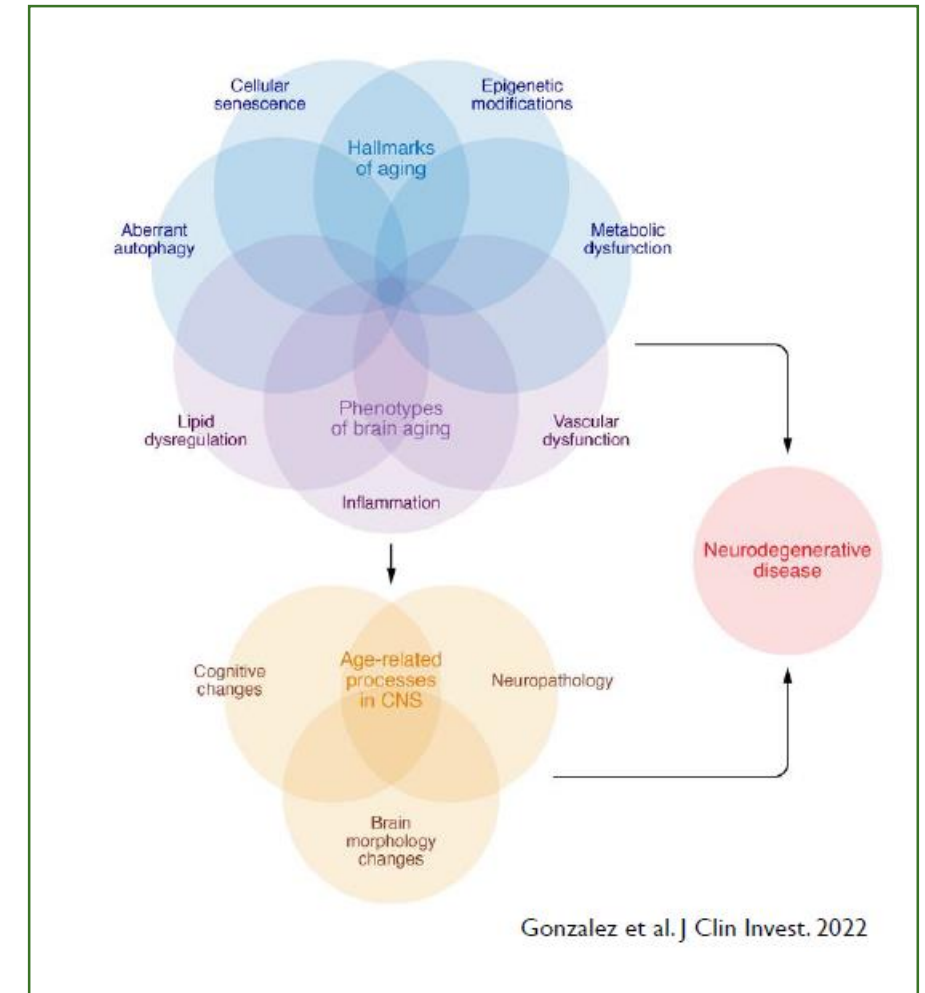 Cellular
senescence
Epigenetic
modifications
Hallmarks
of aging
Aberrant
autophagy
Metabolic
dysfunction
Lipid
dysregulation
Phenotypes
of brain aging
Vascular
dysfunction
Inflammation
Neurodegenerative
disease
Cognitive
changes
Age-related
processes
in CNS
Neuropathology
Brain
morphology
changes
Gonzalez et al. J Clin Invest. 2022